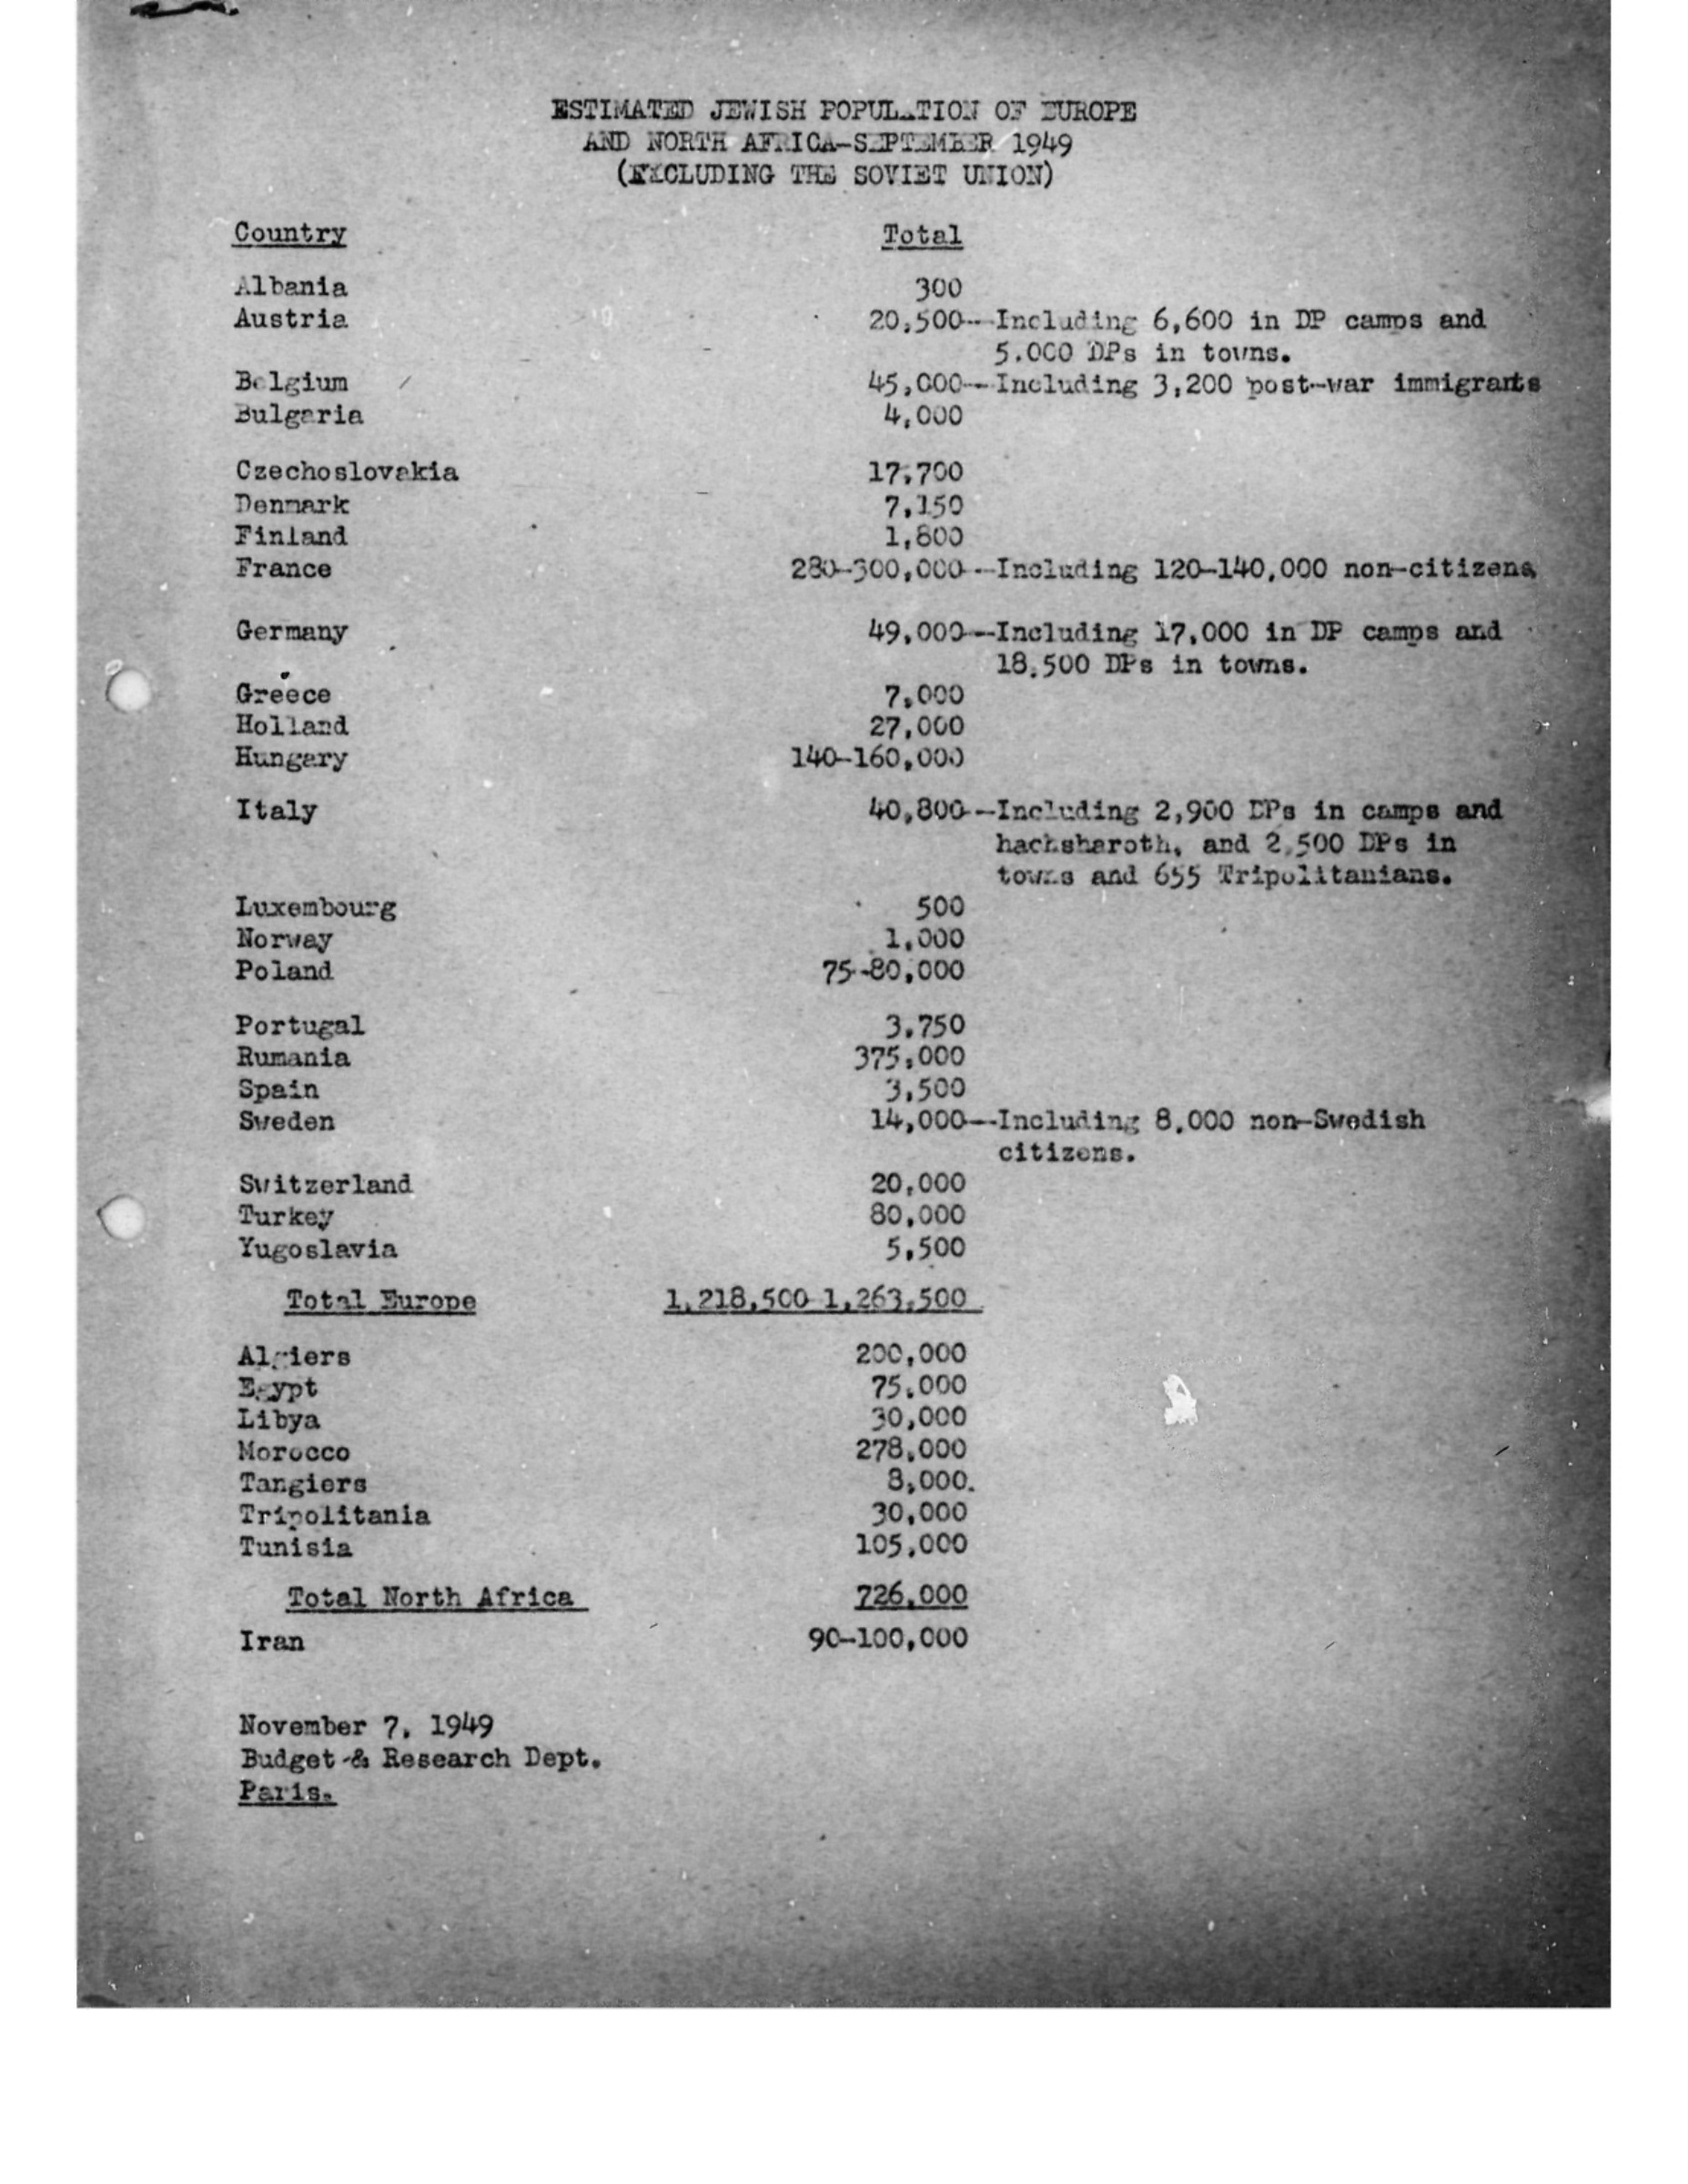 ESTIMATED JEWISH POPULATION OF EUROPE
AND NORTH AFRICA-SEPTEMBER 1949
(EXCLUDING THE SOVIET UNION)
Country Total
Albania 300
Austria 20,500--Including 6,600 in DP camps and
5.000 DPs in towns.
Belgium 45,000--Including 3,200 post-war immigrants
Bulgaria 4,000
Czechoslovakia 17,700
Denmark 7,150
Finland 1,800
France 280-300,000--Including 120-140,000 non-citizens
Germany 49,000--Including 17,000 in DP camps and
18,500 DPs in towns.
Greece 7,000
Holland 27,000
Hungary 140-160,000
Italy 40,800--Including 2,900 DPs in camps and
hachsharoth, and 2,500 DPs in
towns and 655 Tripolitanians.
Luxembourg 500
Norway 1,000
Poland 75-80,000
Portugal 3.750
Rumania 375,000
Spain 3,500
Sweden 14,000--Including 8,000 non-Swedish
citizens.
Switzerland 20,000
Turkey 80,000
Yugoslavia 5,500
Total Europe 1,218,500-1,263,500
Algiers 200,000
Egypt 75,000
Libya 30,000
Morocco 278,000
Tangiers 8,000.
Tripolitania 30,000
Tunisia 105,000
Total North Africa 726,000
Iran 90-100,000
November 7, 1949
Budget & Research Dept.
Paris.